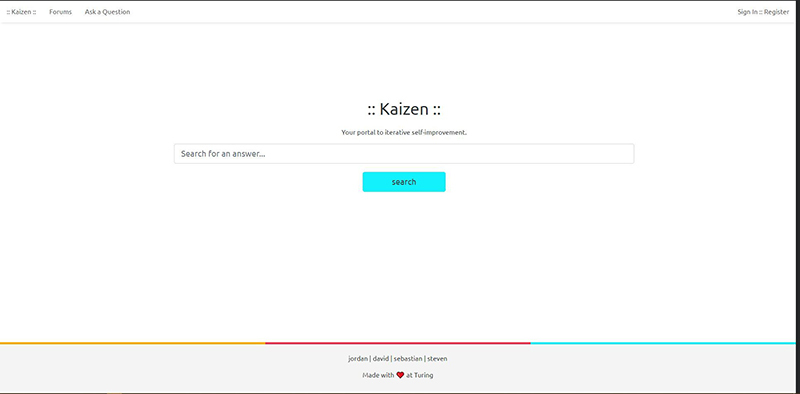 :: Kaizen :: Forums Ask a Question Sign In :: Register
:: Kaizen ::
Your portal to iterative self-improvement.
Search for an answer...
search
jordan | david | sebastian | steven
Made with ❤ at Turing